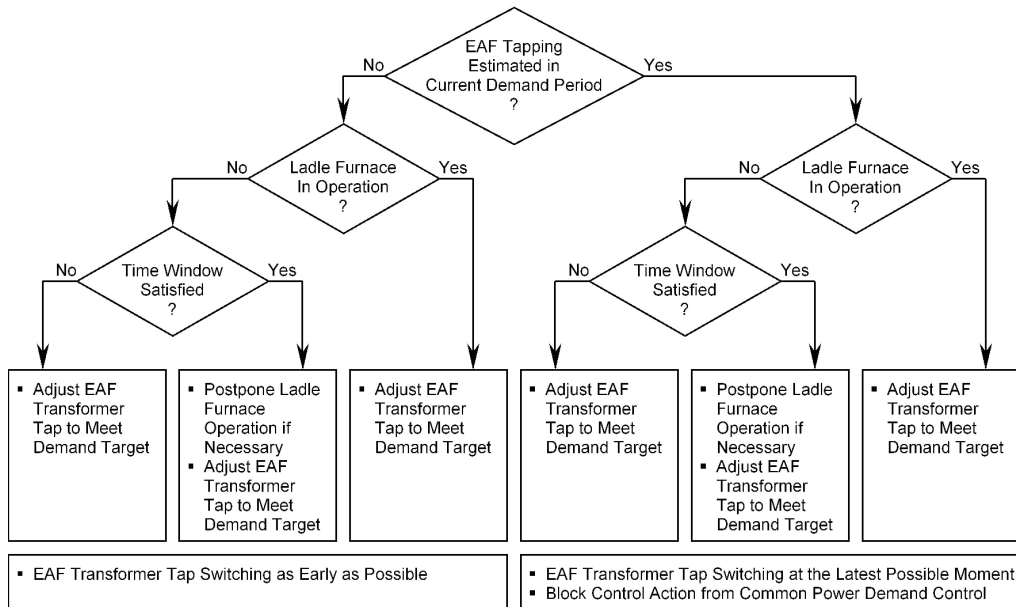 EAF Tapping
Estimated in
Current Demand Period
?
No
Yes
Ladle Furnace
In Operation
?
No
Yes
Ladle Furnace
In Operation
?
No
Yes
Time Window
Satisfied
?
No
Yes
Time Window
Satisfied
?
No
Yes
▪ Adjust EAF
Transformer
Tap to Meet
Demand Target
▪ Postpone Ladle
Furnace
Operation if
Necessary
▪ Adjust EAF
Transformer
Tap to Meet
Demand Target
▪ Adjust EAF
Transformer
Tap to Meet
Demand Target
▪ Adjust EAF
Transformer
Tap to Meet
Demand Target
▪ Postpone Ladle
Furnace
Operation if
Necessary
▪ Adjust EAF
Transformer
Tap to Meet
Demand Target
▪ Adjust EAF
Transformer
Tap to Meet
Demand Target
▪ EAF Transformer Tap Switching as Early as Possible
▪ EAF Transformer Tap Switching at the Latest Possible Moment
▪ Block Control Action from Common Power Demand Control